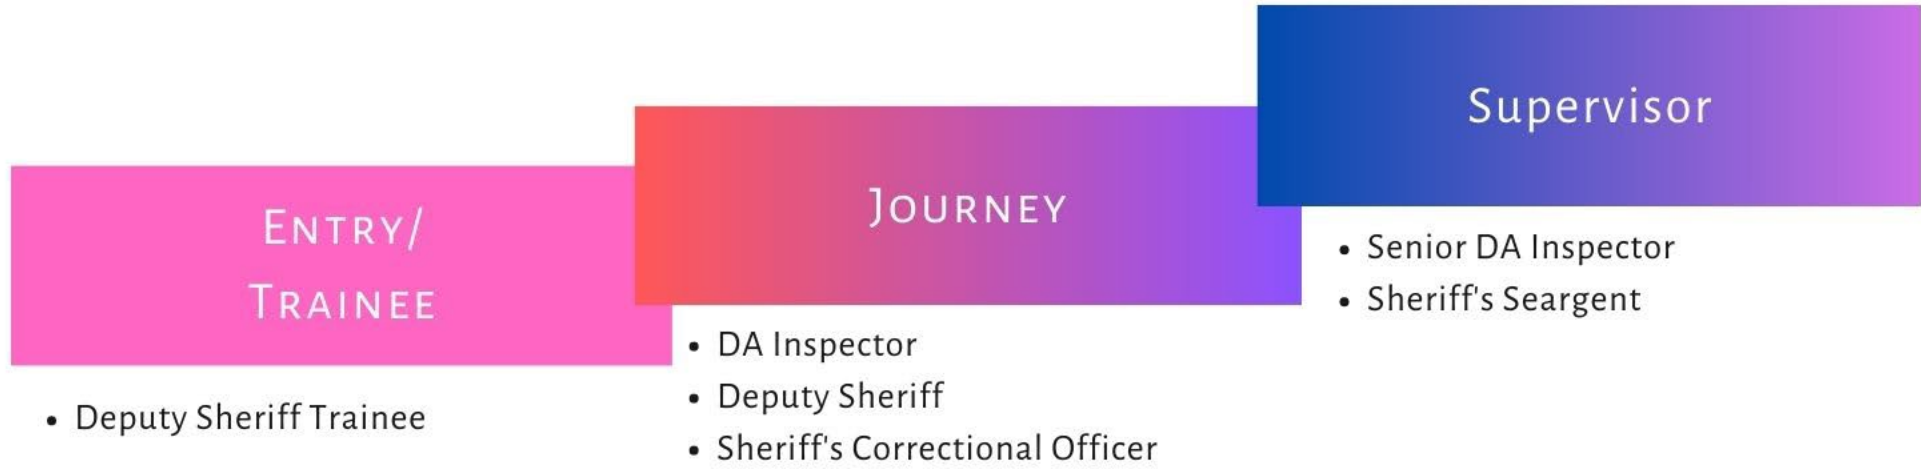 Entry/
Trainee
• Deputy Sheriff Trainee
Journey
• DA Inspector
• Deputy Sheriff
• Sheriff's Correctional Officer
Supervisor
• Senior DA Inspector
• Sheriff's Seargent